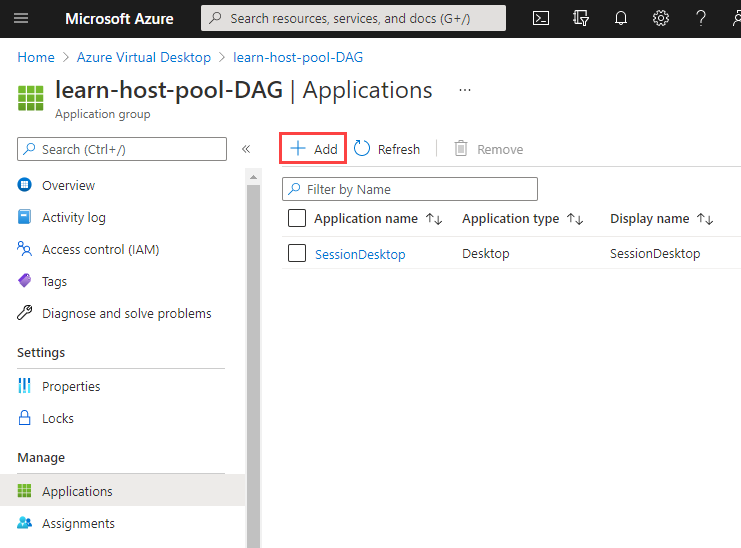 Microsoft Azure
Search resources, services, and docs (G+/)
Home > Azure Virtual Desktop > learn-host-pool-DAG
learn-host-pool-DAG | Applications ...
Application group
Search (Ctrl+/)
«
Add
Refresh
Remove
Filter by Name
Application name ↑↓ Application type ↑↓ Display name ↑↓
SessionDesktop Desktop SessionDesktop
Overview
Activity log
Access control (IAM)
Tags
Diagnose and solve problems
Settings
Properties
Locks
Manage
Applications
Assignments